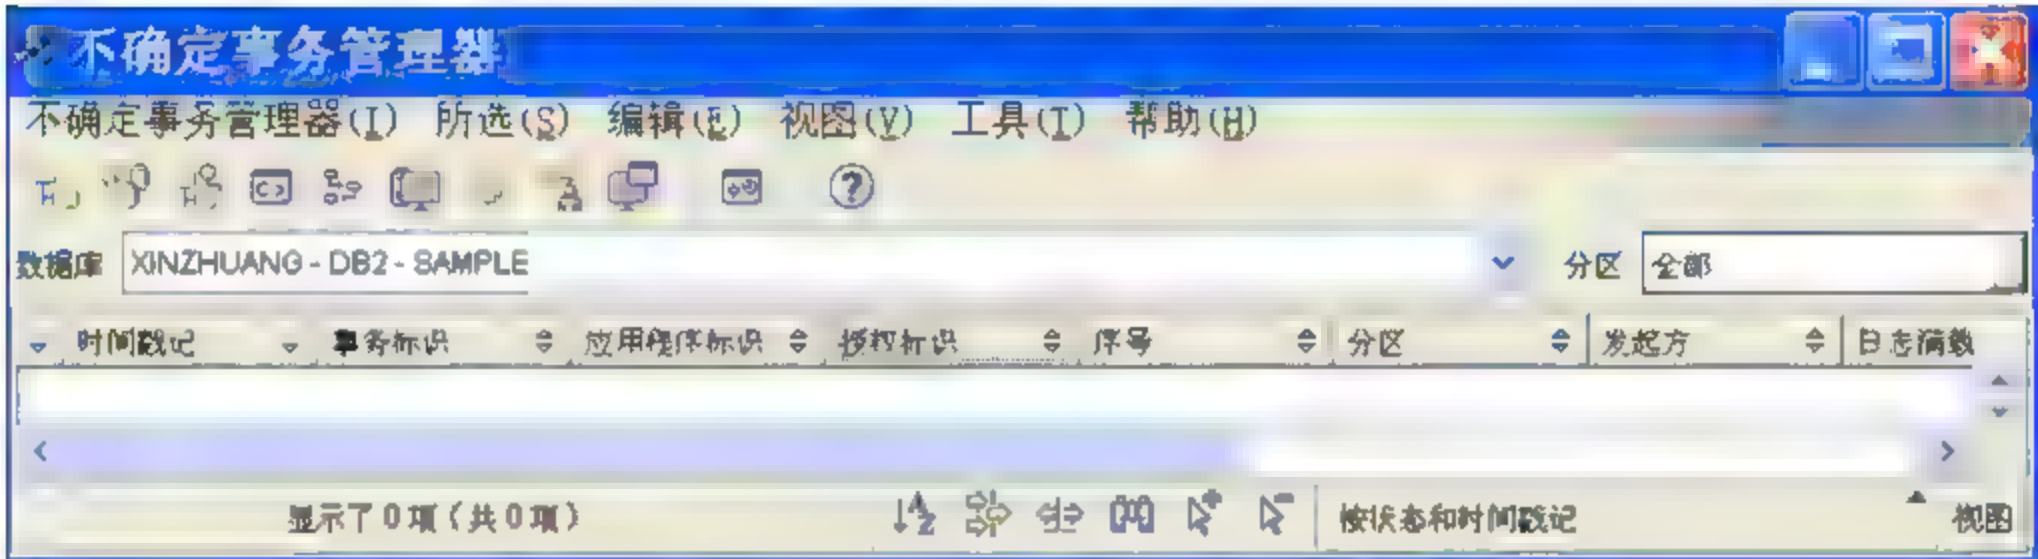 不确定事务管理器
不确定事务管理器(I) 所选(S) 编辑(E) 视图(V) 工具(T) 帮助(H)
数据库 XINZHUANG - DB2 - SAMPLE 分区 全部
时间戳记 事务标识 应用程序标识 授权标识 序号 分区 发起方 日志满数
显示了 0 项 (共 0 项) 按状态和时间戳记 视图